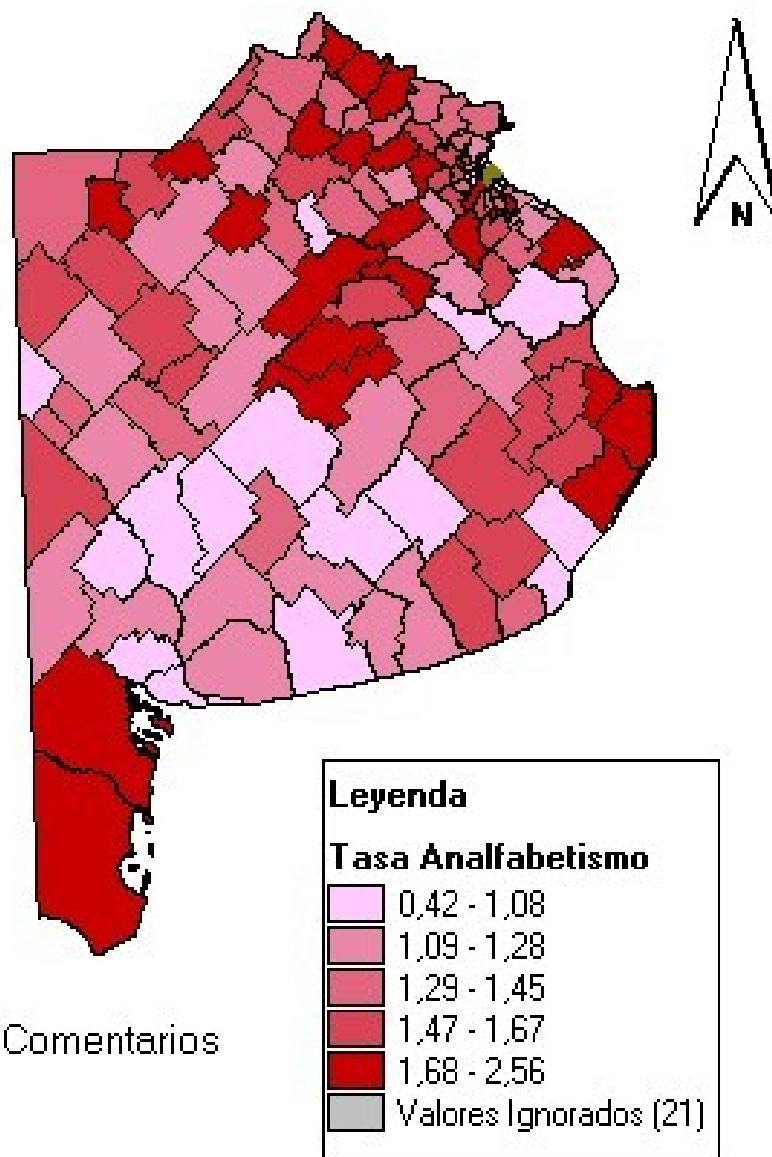 N
Leyenda
Tasa Analfabetismo
0,42 - 1,08
1,09 - 1,28
1,29 - 1,45
1,47 - 1,67
1,68 - 2,56
Valores Ignorados (21)
Comentarios